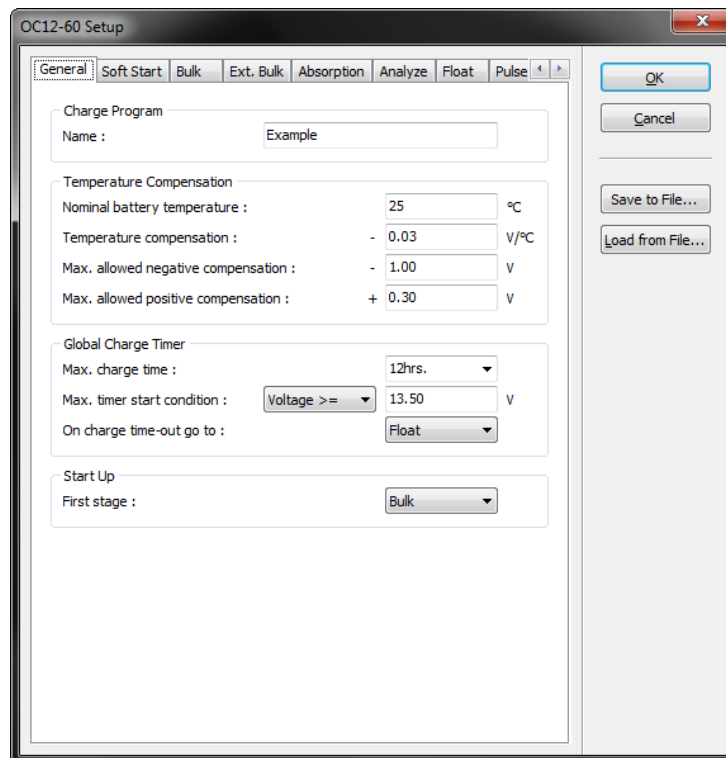 OC12-60 Setup
General Soft Start Bulk Ext. Bulk Absorption Analyze Float Pulse
Charge Program
Name : Example
Temperature Compensation
Nominal battery temperature : 25 ºC
Temperature compensation : - 0.03 V/ºC
Max. allowed negative compensation : - 1.00 V
Max. allowed positive compensation : + 0.30 V
Global Charge Timer
Max. charge time : 12hrs.
Max. timer start condition : Voltage >= 13.50 V
On charge time-out go to : Float
Start Up
First stage : Bulk
OK
Cancel
Save to File...
Load from File...